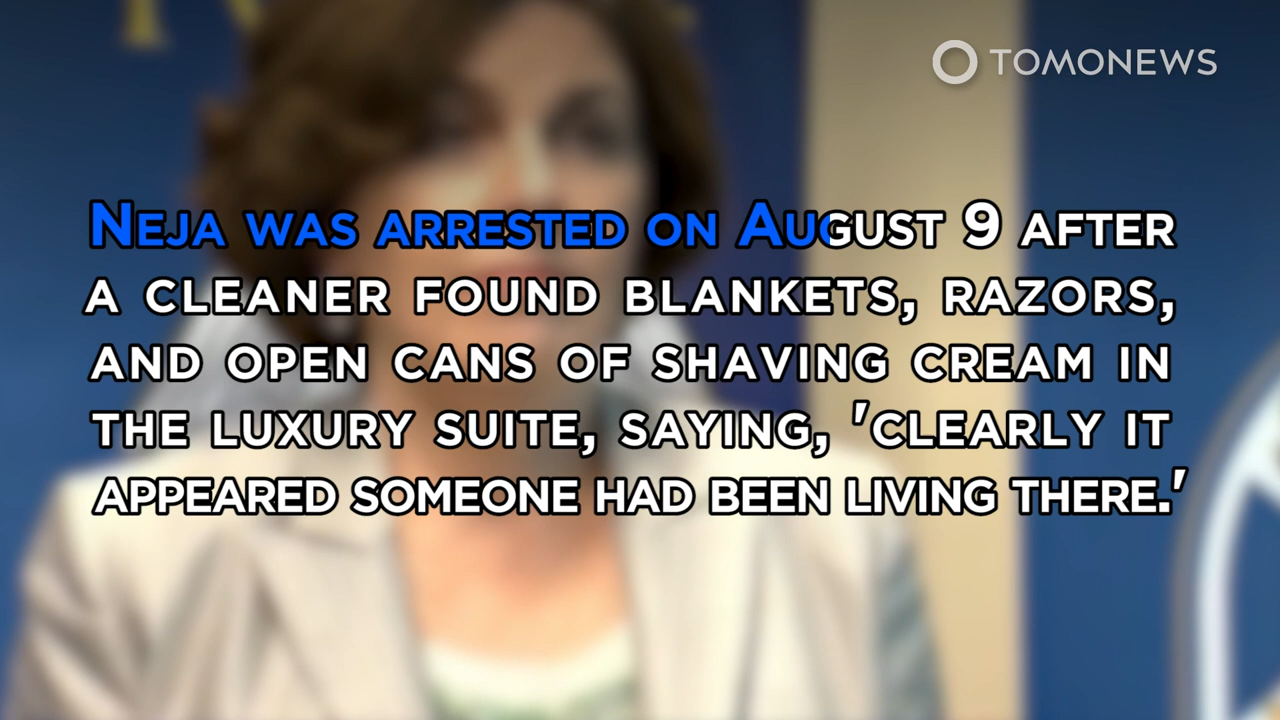 TOMONEWS
NEJA WAS ARRESTED ON AUGUST 9 AFTER
A CLEANER FOUND BLANKETS, RAZORS,
AND OPEN CANS OF SHAVING CREAM IN
THE LUXURY SUITE, SAYING, 'CLEARLY IT
APPEARED SOMEONE HAD BEEN LIVING THERE.'